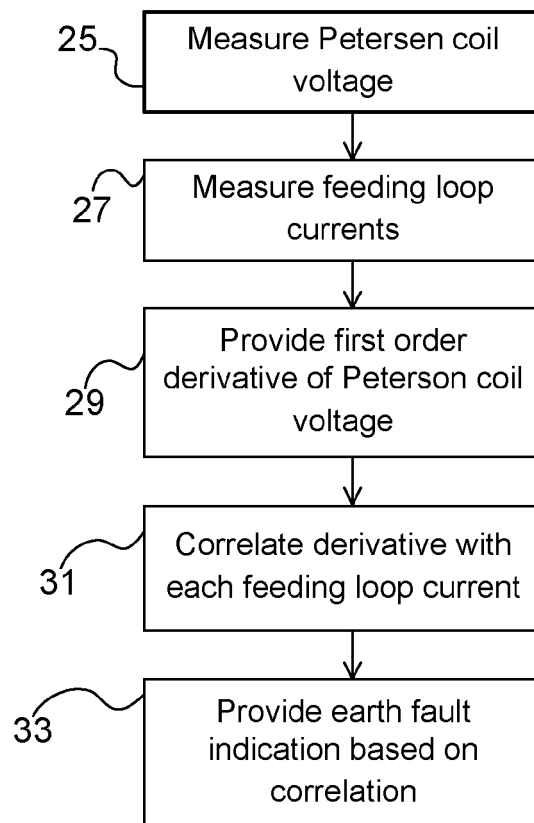 25
Measure Petersen coil
voltage
27
Measure feeding loop
currents
29
Provide first order
derivative of Peterson coil
voltage
31
Correlate derivative with
each feeding loop current
33
Provide earth fault
indication based on
correlation